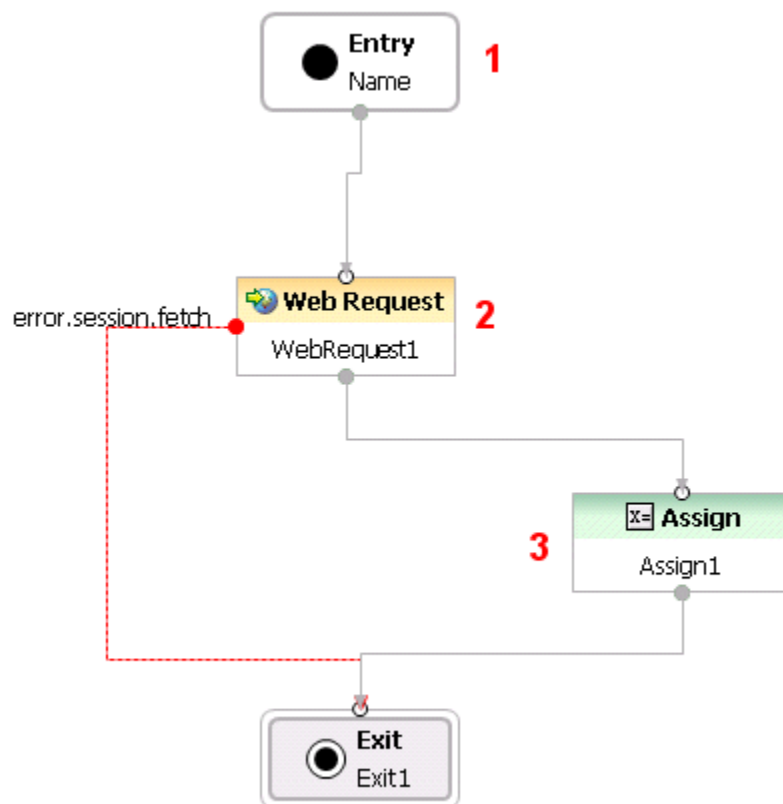 Entry
Name
1
Web Request
WebRequest1
2
error.session.fetch
X= Assign
Assign1
3
Exit
Exit1